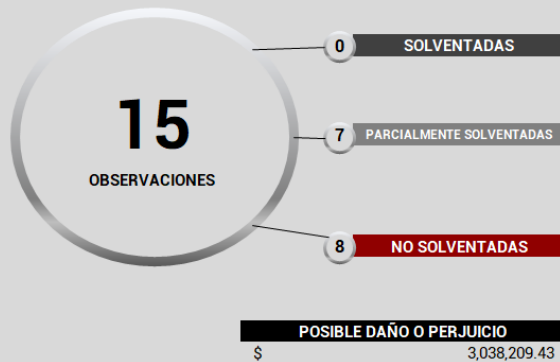 15
OBSERVACIONES
0 SOLVENTADAS
7 PARCIALMENTE SOLVENTADAS
8 NO SOLVENTADAS
POSIBLE DAÑO O PERJUICIO
$ 3,038,209.43